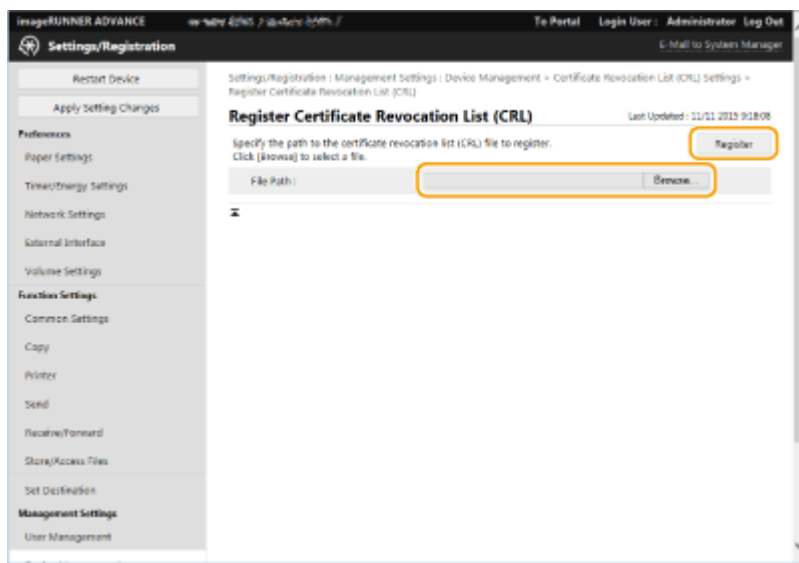 imageRUNNER ADVANCE
To Portal Login User : Administrator Log Out
Settings/Registration
E-Mail to System Manager
Restart Device
Apply Setting Changes
Preferences
Paper Settings
Timer/Energy Settings
Network Settings
External Interface
Volume Settings
Function Settings
Common Settings
Copy
Printer
Send
Receive/Forward
Store/Access Files
Set Destination
Management Settings
User Management
Settings/Registration : Management Settings : Device Management > Certificate Revocation List (CRL) Settings >
Register Certificate Revocation List (CRL)
Register Certificate Revocation List (CRL)
Last Updated : 11/11 2015 9:18:08
Specify the path to the certificate revocation list (CRL) file to register.
Click [Browse] to select a file.
Register
File Path :
Browse...